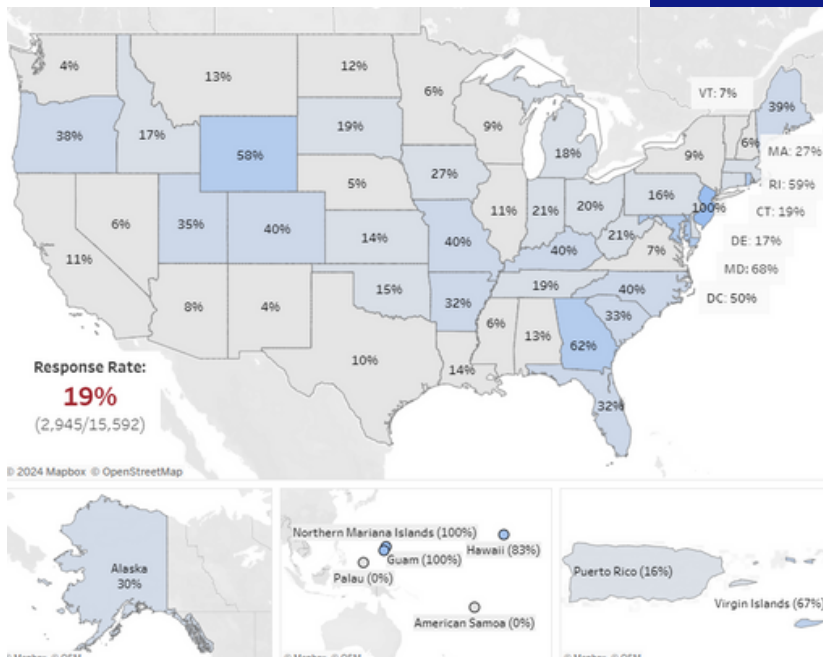 4%
13%
12%
6%
VT: 7%
39%
38%
17%
58%
19%
9%
18%
9%
6%
MA: 27%
RI: 59%
CT: 19%
DE: 17%
MD: 68%
DC: 50%
5%
27%
16%
100%
11%
6%
35%
40%
14%
40%
11%
21%
20%
21%
7%
40%
8%
4%
15%
32%
19%
40%
33%
10%
14%
6%
13%
62%
32%
Response Rate:
19%
(2,945/15,592)
© 2024 Mapbox © OpenStreetMap
Alaska
30%
Northern Mariana Islands (100%)
Guam (100%)
Hawaii (83%)
Palau (0%)
American Samoa (0%)
Puerto Rico (16%)
Virgin Islands (67%)